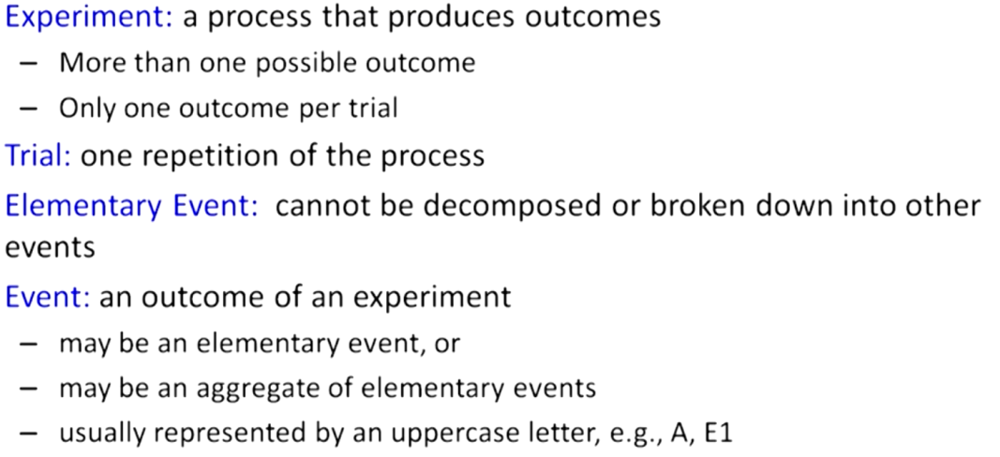 Experiment: a process that produces outcomes
– More than one possible outcome
– Only one outcome per trial
Trial: one repetition of the process
Elementary Event: cannot be decomposed or broken down into other
events
Event: an outcome of an experiment
– may be an elementary event, or
– may be an aggregate of elementary events
– usually represented by an uppercase letter, e.g., A, E1